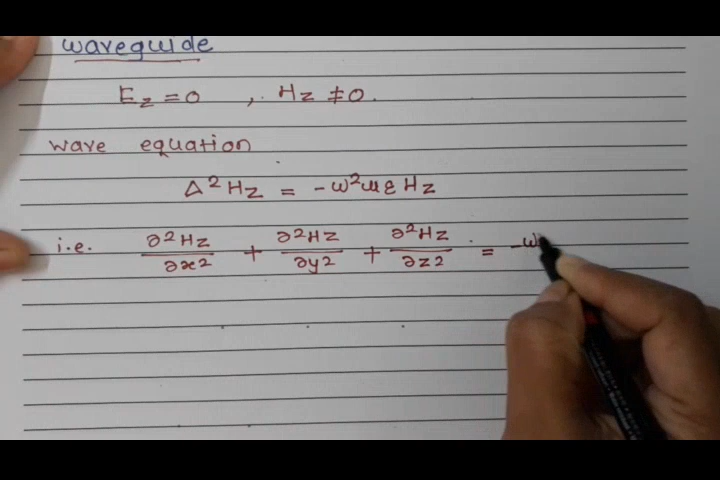 waveguide
Ez = 0 , Hz ≠ 0.
wave equation
Δ²Hz = -ω²με Hz
i.e. ∂²Hz/∂x² + ∂²Hz/∂y² + ∂²Hz/∂z² = -ω